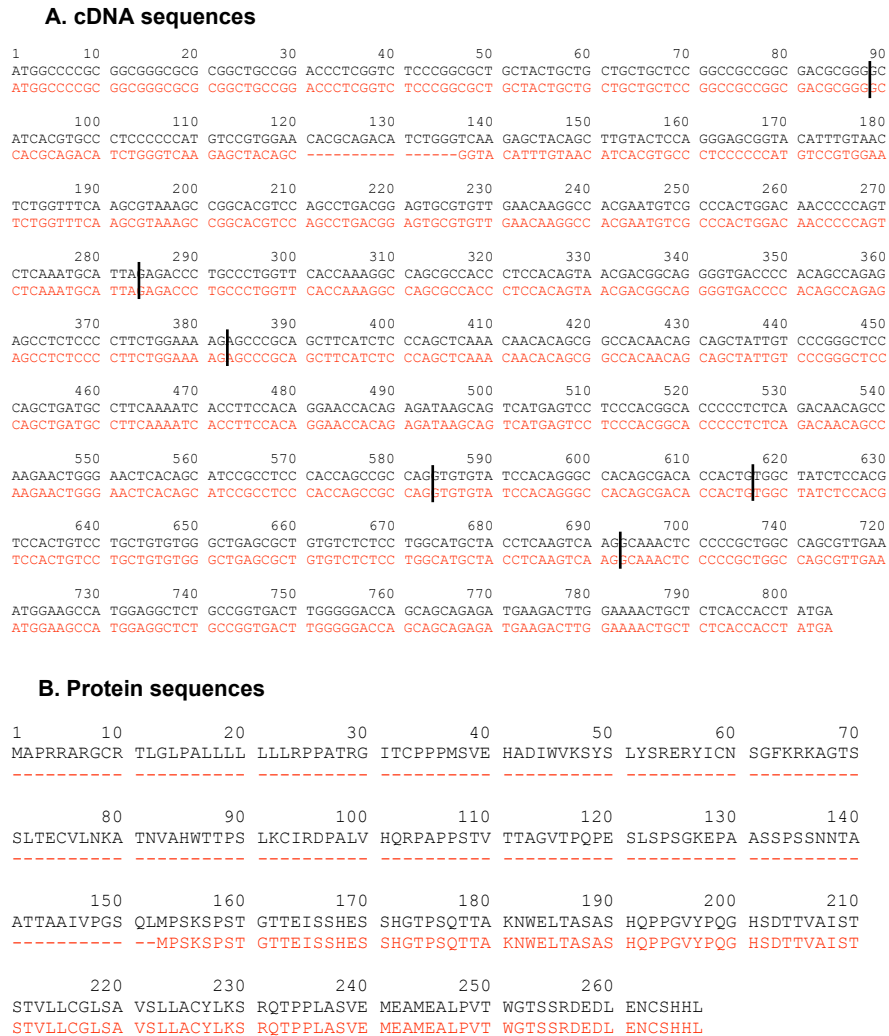 A. cDNA sequences
1 10 20 30 40 50 60 70 80 90
ATGGCCCCGC GGCGGGCGCG CGGCTGCCGG ACCCTCGGTC TCCCGGCGCT GCTACTGCTG CTGCTGCTCC GGCCGCCGGC GACGCGGGGC
ATGGCCCCGC GGCGGGCGCG CGGCTGCCGG ACCCTCGGTC TCCCGGCGCT GCTACTGCTG CTGCTGCTCC GGCCGCCGGC GACGCGGGGC
100 110 120 130 140 150 160 170 180
ATCACGTGCC CTCCCCCCAT GTCCGTGGAA CACGCAGACA TCTGGGTCAA GAGCTACAGC TTGTACTCCA GGGAGCGGTA CATTTGTAAC
CACGCAGACA TCTGGGTCAA GAGCTACAGC ---------- ------GGTA CATTTGTAAC ATCACGTGCC CTCCCCCCAT GTCCGTGGAA
190 200 210 220 230 240 250 260 270
TCTGGTTTCA AGCGTAAAGC CGGCACGTCC AGCCTGACGG AGTGCGTGTT GAACAAGGCC ACGAATGTCG CCCACTGGAC AACCCCCAGT
TCTGGTTTCA AGCGTAAAGC CGGCACGTCC AGCCTGACGG AGTGCGTGTT GAACAAGGCC ACGAATGTCG CCCACTGGAC AACCCCCAGT
280 290 300 310 320 330 340 350 360
CTCAAATGCA TTAGAGACCC TGCCCTGGTT CACCAAAGGC CAGCGCCACC CTCCACAGTA ACGACGGCAG GGGTGACCCC ACAGCCAGAG
CTCAAATGCA TTAGAGACCC TGCCCTGGTT CACCAAAGGC CAGCGCCACC CTCCACAGTA ACGACGGCAG GGGTGACCCC ACAGCCAGAG
370 380 390 400 410 420 430 440 450
AGCCTCTCCC CTTCTGGAAA AGAGCCCGCA GCTTCATCTC CCAGCTCAAA CAACACAGCG GCCACAACAG CAGCTATTGT CCCGGGCTCC
AGCCTCTCCC CTTCTGGAAA AGAGCCCGCA GCTTCATCTC CCAGCTCAAA CAACACAGCG GCCACAACAG CAGCTATTGT CCCGGGCTCC
460 470 480 490 500 510 520 530 540
CAGCTGATGC CTTCAAAATC ACCTTCCACA GGAACCACAG AGATAAGCAG TCATGAGTCC TCCCACGGCA CCCCCTCTCA GACAACAGCC
CAGCTGATGC CTTCAAAATC ACCTTCCACA GGAACCACAG AGATAAGCAG TCATGAGTCC TCCCACGGCA CCCCCTCTCA GACAACAGCC
550 560 570 580 590 600 610 620 630
AAGAACTGGG AACTCACAGC ATCCGCCTCC CACCAGCCGC CAGGTGTGTA TCCACAGGGC CACAGCGACA CCACTGTGGC TATCTCCACG
AAGAACTGGG AACTCACAGC ATCCGCCTCC CACCAGCCGC CAGGTGTGTA TCCACAGGGC CACAGCGACA CCACTGTGGC TATCTCCACG
640 650 660 670 680 690 700 740 720
TCCACTGTCC TGCTGTGTGG GCTGAGCGCT GTGTCTCTCC TGGCATGCTA CCTCAAGTCA AGGCAAACTC CCCCGCTGGC CAGCGTTGAA
TCCACTGTCC TGCTGTGTGG GCTGAGCGCT GTGTCTCTCC TGGCATGCTA CCTCAAGTCA AGGCAAACTC CCCCGCTGGC CAGCGTTGAA
730 740 750 760 770 780 790 800
ATGGAAGCCA TGGAGGCTCT GCCGGTGACT TGGGGGACCA GCAGCAGAGA TGAAGACTTG GAAAACTGCT CTCACCACCT ATGA
ATGGAAGCCA TGGAGGCTCT GCCGGTGACT TGGGGGACCA GCAGCAGAGA TGAAGACTTG GAAAACTGCT CTCACCACCT ATGA
B. Protein sequences
1 10 20 30 40 50 60 70
MAPRRARGCR TLGLPALLLL LLLRPPATRG ITCPPPMSVE HADIWVKSYS LYSRERYICN SGFKRKAGTS
---------- ---------- ---------- ---------- ---------- ---------- ----------
80 90 100 110 120 130 140
SLTECVLNKA TNVAHWTTPS LKCIRDPALV HQRPAPPSTV TTAGVTPQPE SLSPSGKEPA ASSPSSNNTA
---------- ---------- ---------- ---------- ---------- ---------- ----------
150 160 170 180 190 200 210
ATTAAIVPGS QLMPSKSPST GTTEISSHES SHGTPSQTTA KNWELTASAS HQPPGVYPQG HSDTTVAIST
---------- --MPSKSPST GTTEISSHES SHGTPSQTTA KNWELTASAS HQPPGVYPQG HSDTTVAIST
220 230 240 250 260
STVLLCGLSA VSLLACYLKS RQTPPLASVE MEAMEALPVT WGTSSRDEDL ENCSHHL
STVLLCGLSA VSLLACYLKS RQTPPLASVE MEAMEALPVT WGTSSRDEDL ENCSHHL